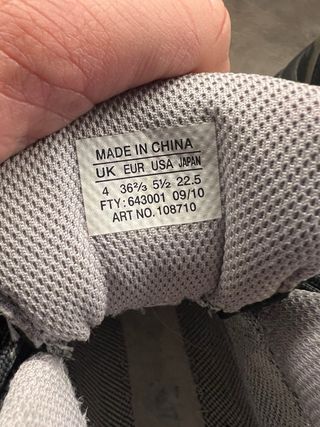 MADE IN CHINA
UK EUR USA JAPAN
4 36⅔ 5½ 22.5
FTY: 643001 09/10
ART NO. 108710